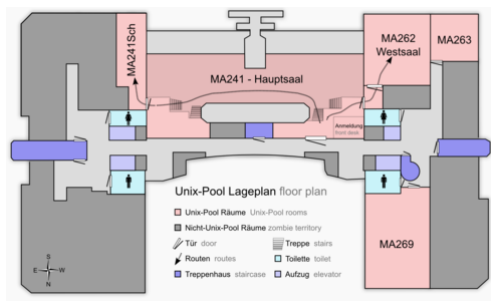 MA241Sch
MA262
Westsaal
MA263
MA241 - Hauptsaal
Anmeldung
front desk
Unix-Pool Lageplan floor plan
Unix-Pool Räume Unix-Pool rooms
Nicht-Unix-Pool Räume zombie territory
Tür door
Treppe stairs
Routen routes
Toilette toilet
Treppenhaus staircase
Aufzug elevator
MA269
S
E W
N